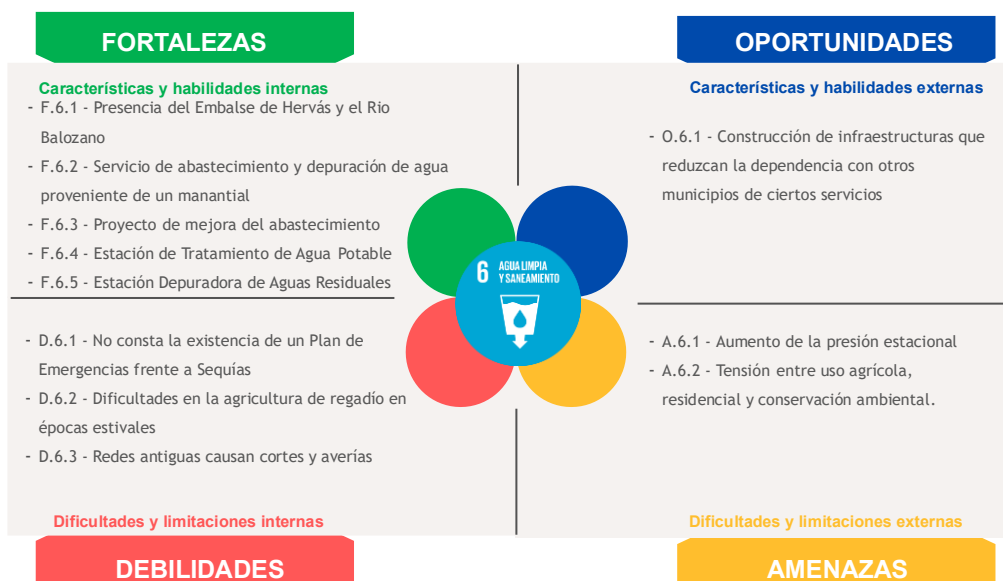 FORTALEZAS
Características y habilidades internas
- F.6.1 - Presencia del Embalse de Hervás y el Rio
Balozano
- F.6.2 - Servicio de abastecimiento y depuración de agua
proveniente de un manantial
- F.6.3 - Proyecto de mejora del abastecimiento
- F.6.4 - Estación de Tratamiento de Agua Potable
- F.6.5 - Estación Depuradora de Aguas Residuales
OPORTUNIDADES
Características y habilidades externas
- O.6.1 - Construcción de infraestructuras que
reduzcan la dependencia con otros
municipios de ciertos servicios
6 AGUA LIMPIA
Y SANEAMIENTO
- D.6.1 - No consta la existencia de un Plan de
Emergencias frente a Sequías
- D.6.2 - Dificultades en la agricultura de regadío en
épocas estivales
- D.6.3 - Redes antiguas causan cortes y averías
Dificultades y limitaciones internas
DEBILIDADES
- A.6.1 - Aumento de la presión estacional
- A.6.2 - Tensión entre uso agrícola,
residencial y conservación ambiental.
Dificultades y limitaciones externas
AMENAZAS